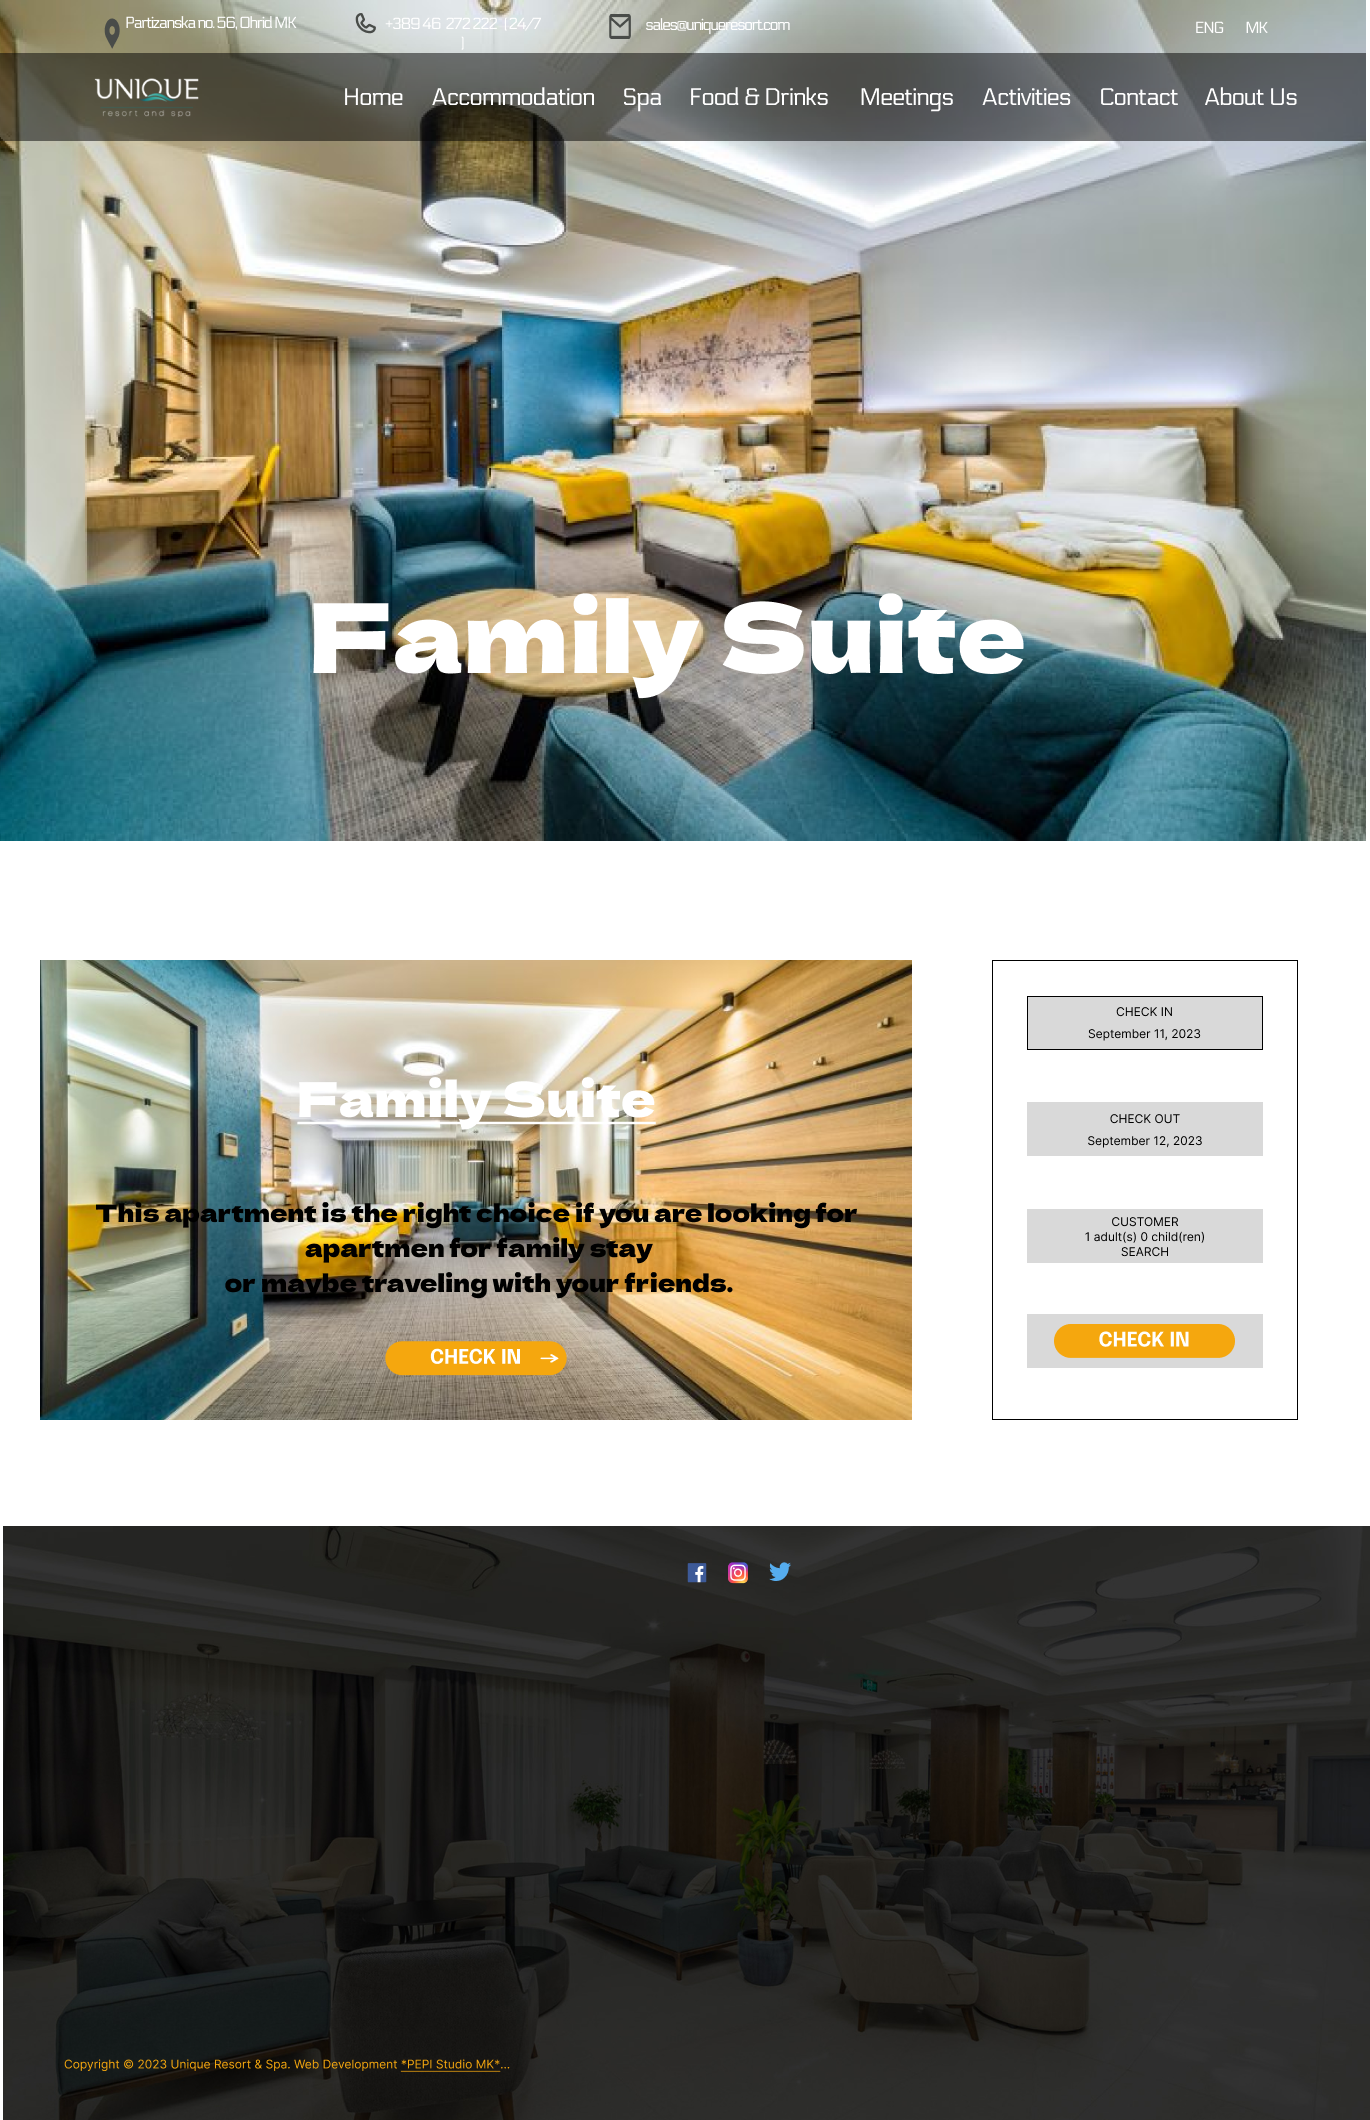 Partizanska no. 56, Ohrid MK
+389 46 272 222 | 24/7
]
sales@uniqueresort.com
ENG MK
UNIQUE
resort and spa
Home Accommodation Spa Food & Drinks Meetings Activities Contact About Us
Family Suite
Family Suite
This apartment is the right choice if you are looking for
apartmen for family stay
or maybe traveling with your friends.
CHECK IN →
CHECK IN
September 11, 2023
CHECK OUT
September 12, 2023
CUSTOMER
1 adult(s) 0 child(ren)
SEARCH
CHECK IN
Copyright © 2023 Unique Resort & Spa. Web Development *PEPI Studio MK*...